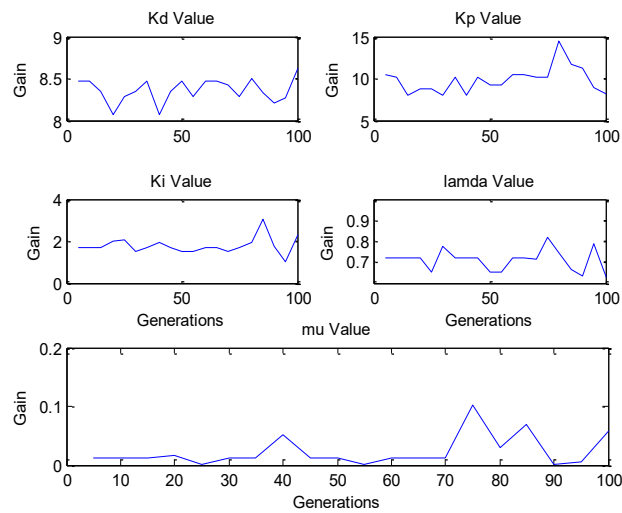 Kd Value
Kp Value
9
8.5
8
Gain
0 50 100
15
10
5
Gain
0 50 100
Ki Value
lamda Value
4
2
0
Gain
0 50 100
Generations
0.9
0.8
0.7
Gain
0 50 100
Generations
mu Value
0.2
0.1
0
Gain
0 10 20 30 40 50 60 70 80 90 100
Generations